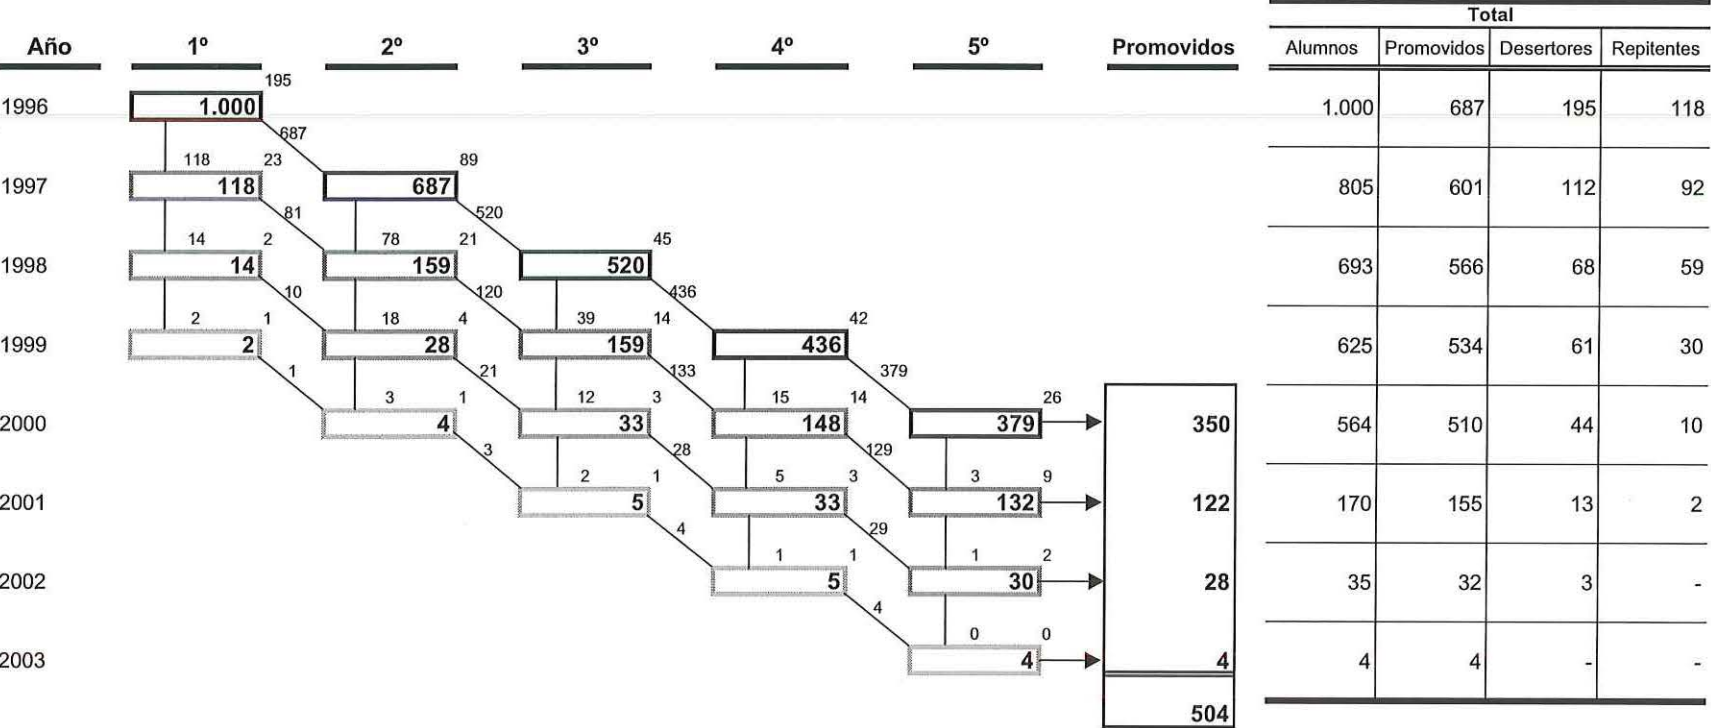 Total
Año 1º 2º 3º 4º 5º Promovidos Alumnos Promovidos Desertores Repitentes
195
1996 1.000 1.000 687 195 118
687
118 23 89
1997 118 687 805 601 112 92
81 520
14 2 78 21 45
1998 14 159 520 693 566 68 59
10 120 436
2 1 18 4 39 14 42
1999 2 28 159 436 625 534 61 30
1 21 133 379
3 1 12 3 15 14 26
2000 4 33 148 379 350 564 510 44 10
3 28 129
2 1 5 3 3 9
2001 5 33 132 122 170 155 13 2
4 29
1 1 1 2
2002 5 30 28 35 32 3 -
4
0 0
2003 4 4 4 4 - -
504